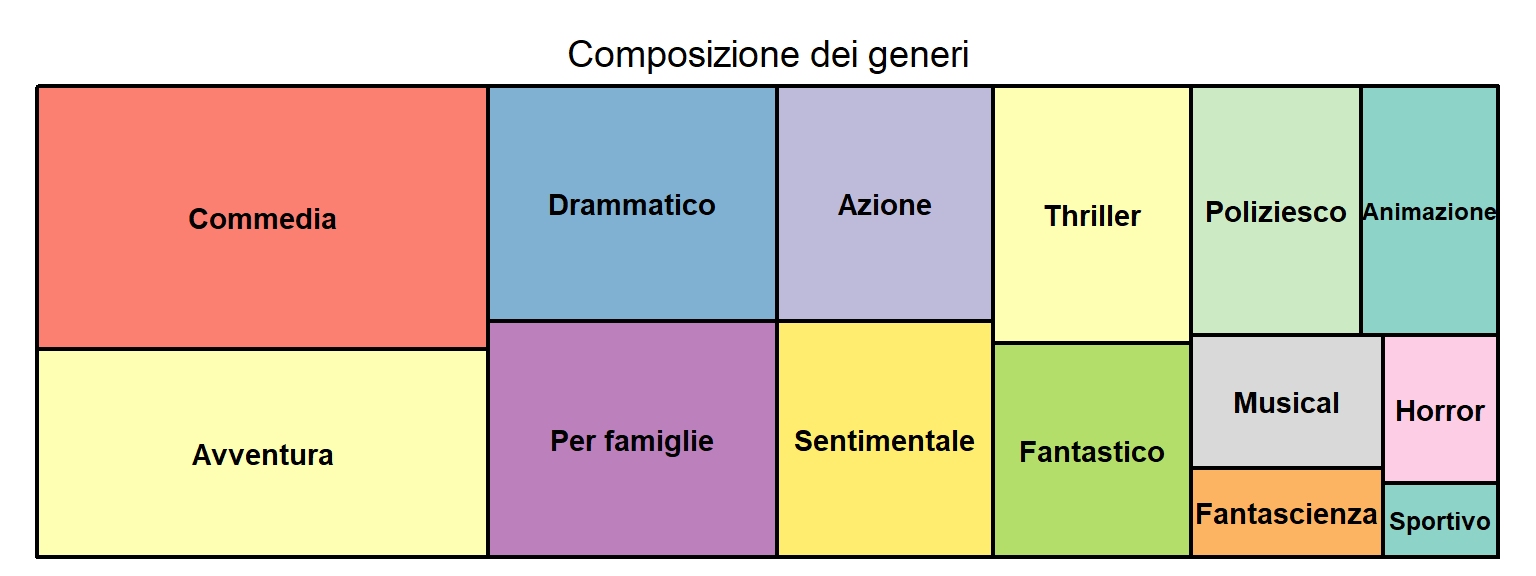 Composizione dei generi
Commedia
Avventura
Drammatico
Per famiglie
Azione
Sentimentale
Thriller
Fantastico
Poliziesco
Animazione
Musical
Horror
Fantascienza
Sportivo